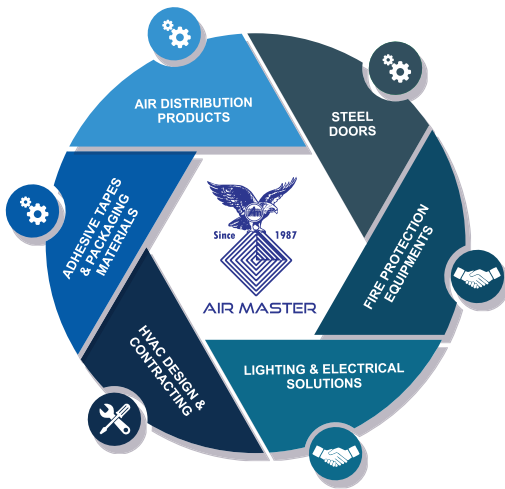 AIR DISTRIBUTION
PRODUCTS
STEEL
DOORS
FIRE PROTECTION
EQUIPMENTS
LIGHTING & ELECTRICAL
SOLUTIONS
HVAC DESIGN &
CONTRACTING
ADHESIVE TAPES
& PACKAGING
MATERIALS
Since 1987
AIR MASTER